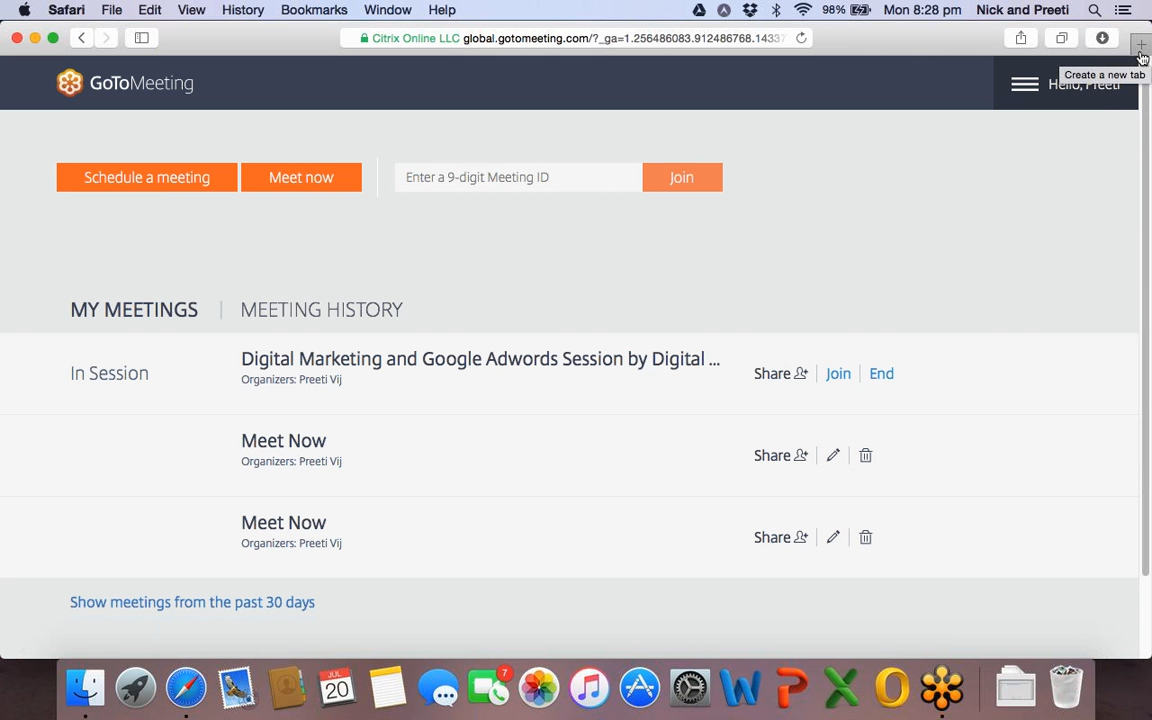 Safari File Edit View History Bookmarks Window Help 98% Mon 8:28 pm Nick and Preeti
Citrix Online LLC global.gotomeeting.com/?_ga=1.256486083.912486768.1433
Create a new tab
GoToMeeting Hello, Preeti
Schedule a meeting Meet now Enter a 9-digit Meeting ID Join
MY MEETINGS | MEETING HISTORY
In Session Digital Marketing and Google Adwords Session by Digital ... Share Join End
Organizers: Preeti Vij
Meet Now Share
Organizers: Preeti Vij
Meet Now Share
Organizers: Preeti Vij
Show meetings from the past 30 days
JUL
20
7